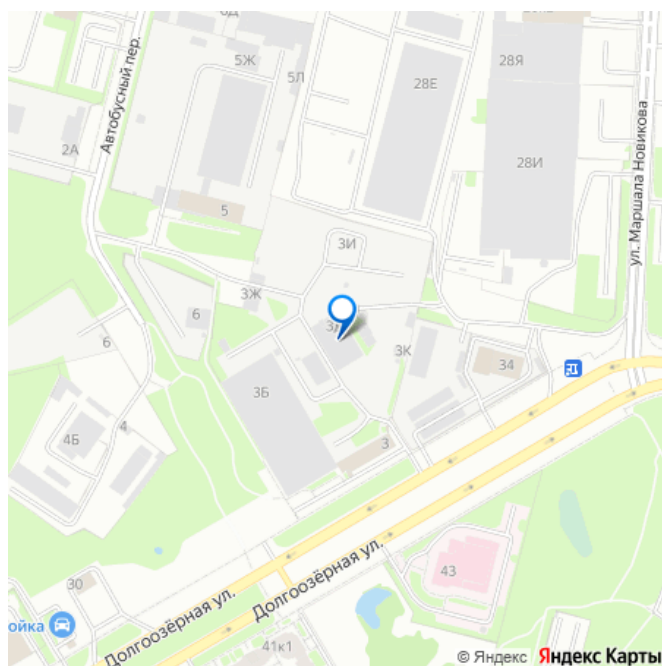 5Ж
5Л
28Е
28Я
28И
Автобусный пер.
2А
5
ул. Маршала Новикова
3И
3Ж
6
6
3К
34
3Б
3
4Б
4
43
30
ойка
Долгоозёрная ул.
Долгоозёрная ул.
41к1
© Яндекс Яндекс Карты